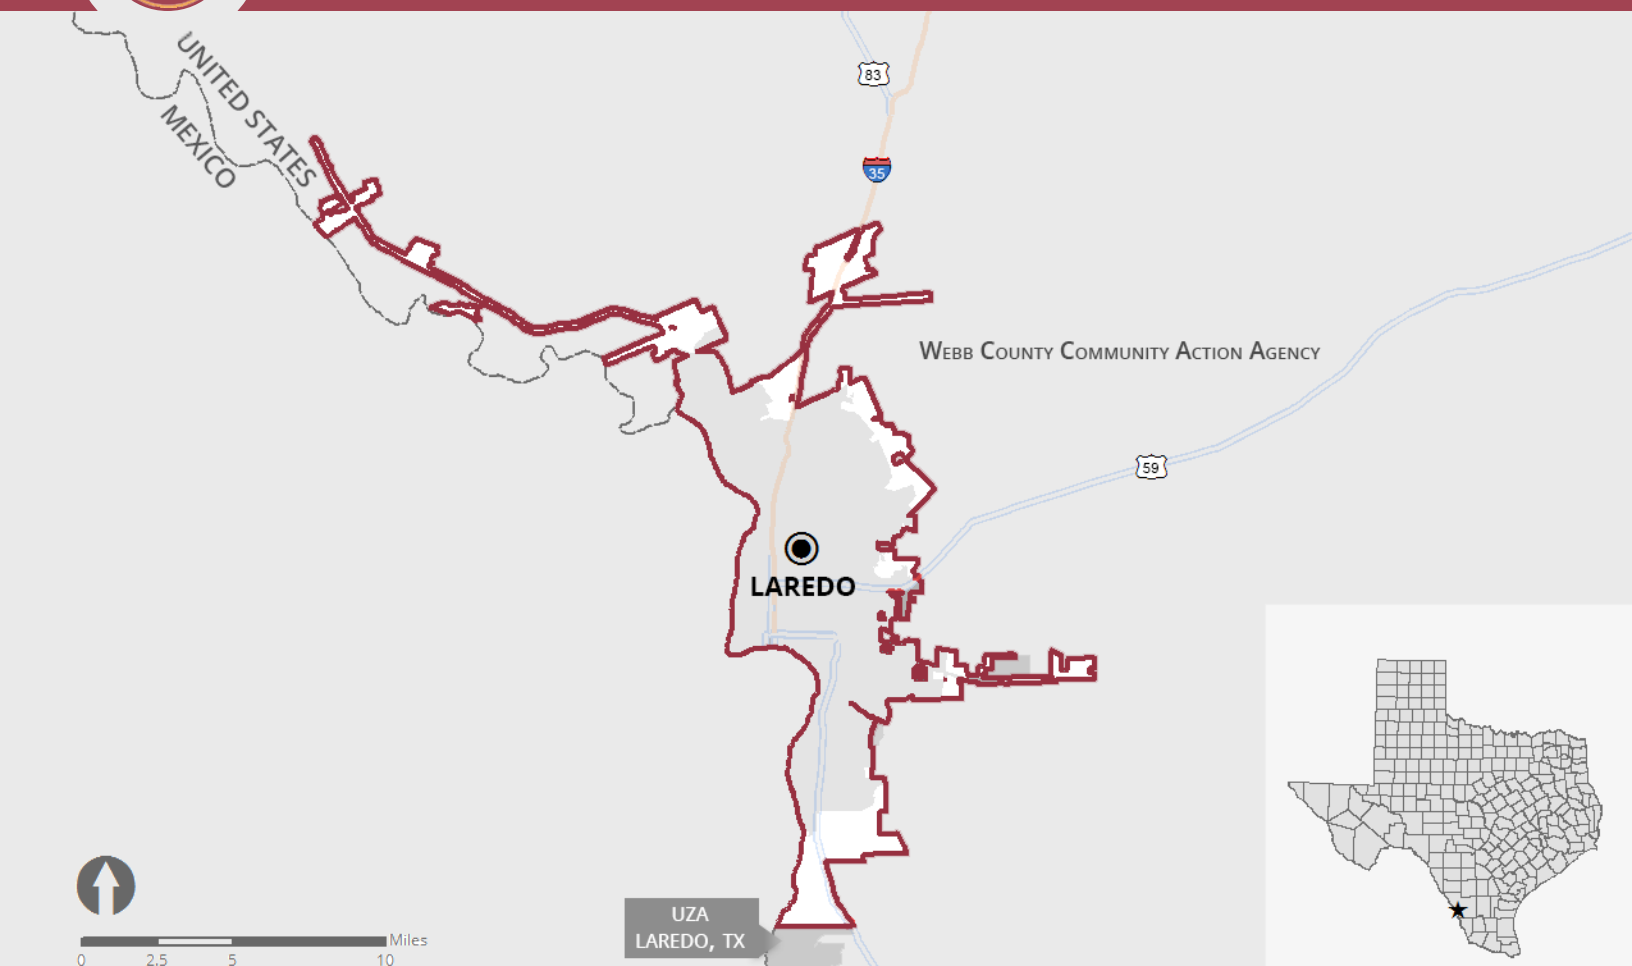 UNITED STATES
MEXICO
83
35
WEBB COUNTY COMMUNITY ACTION AGENCY
59
LAREDO
UZA
LAREDO, TX
Miles
0 2.5 5 10